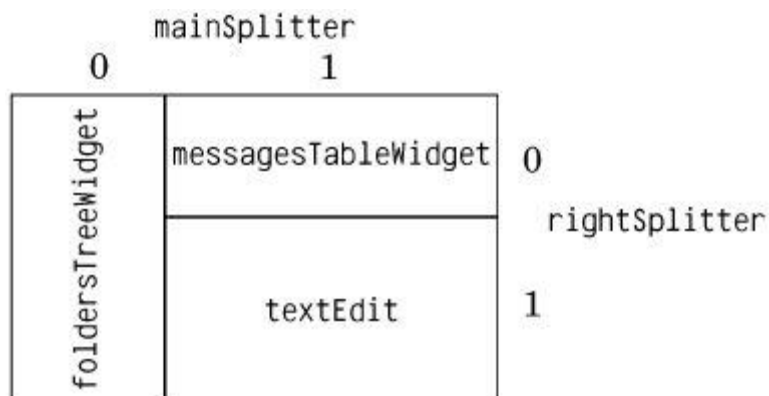 mainSplitter
0 1
foldersTreeWidget
messagesTableWidget 0
rightSplitter
textEdit 1